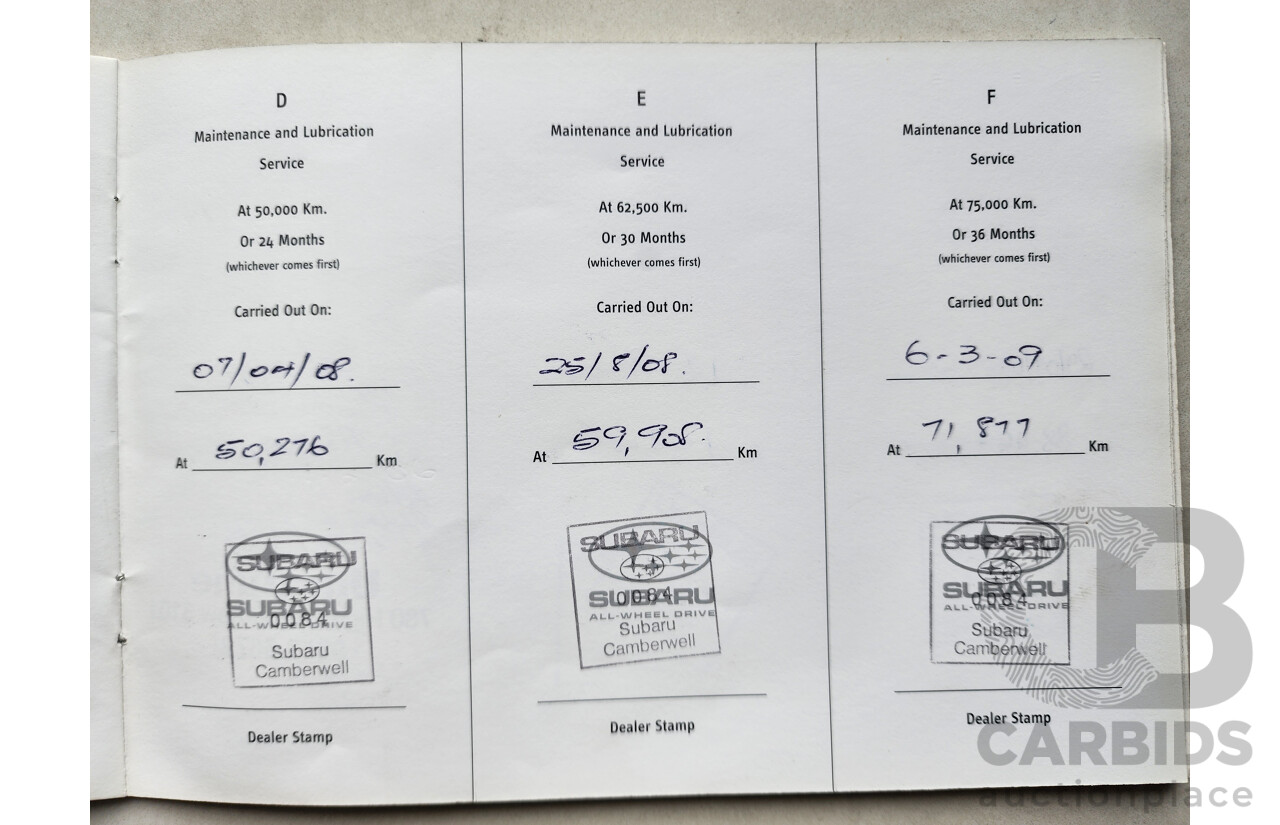 D
Maintenance and Lubrication
Service
At 50,000 Km.
Or 24 Months
(whichever comes first)
Carried Out On:
07/04/08.
At 50,276 Km
SUBARU
SUBARU
ALL-WHEEL DRIVE
0084
Subaru
Camberwell
Dealer Stamp
E
Maintenance and Lubrication
Service
At 62,500 Km.
Or 30 Months
(whichever comes first)
Carried Out On:
25/8/08.
At 59,908. Km
SUBARU
SUBARU
0084
ALL-WHEEL DRIVE
Subaru
Camberwell
Dealer Stamp
F
Maintenance and Lubrication
Service
At 75,000 Km.
Or 36 Months
(whichever comes first)
Carried Out On:
6-3-09
At 71,877 Km
SUBARU
SUBARU
0084
ALL-WHEEL DRIVE
Subaru
Camberwell
Dealer Stamp
B
CARBIDS
auctionplace